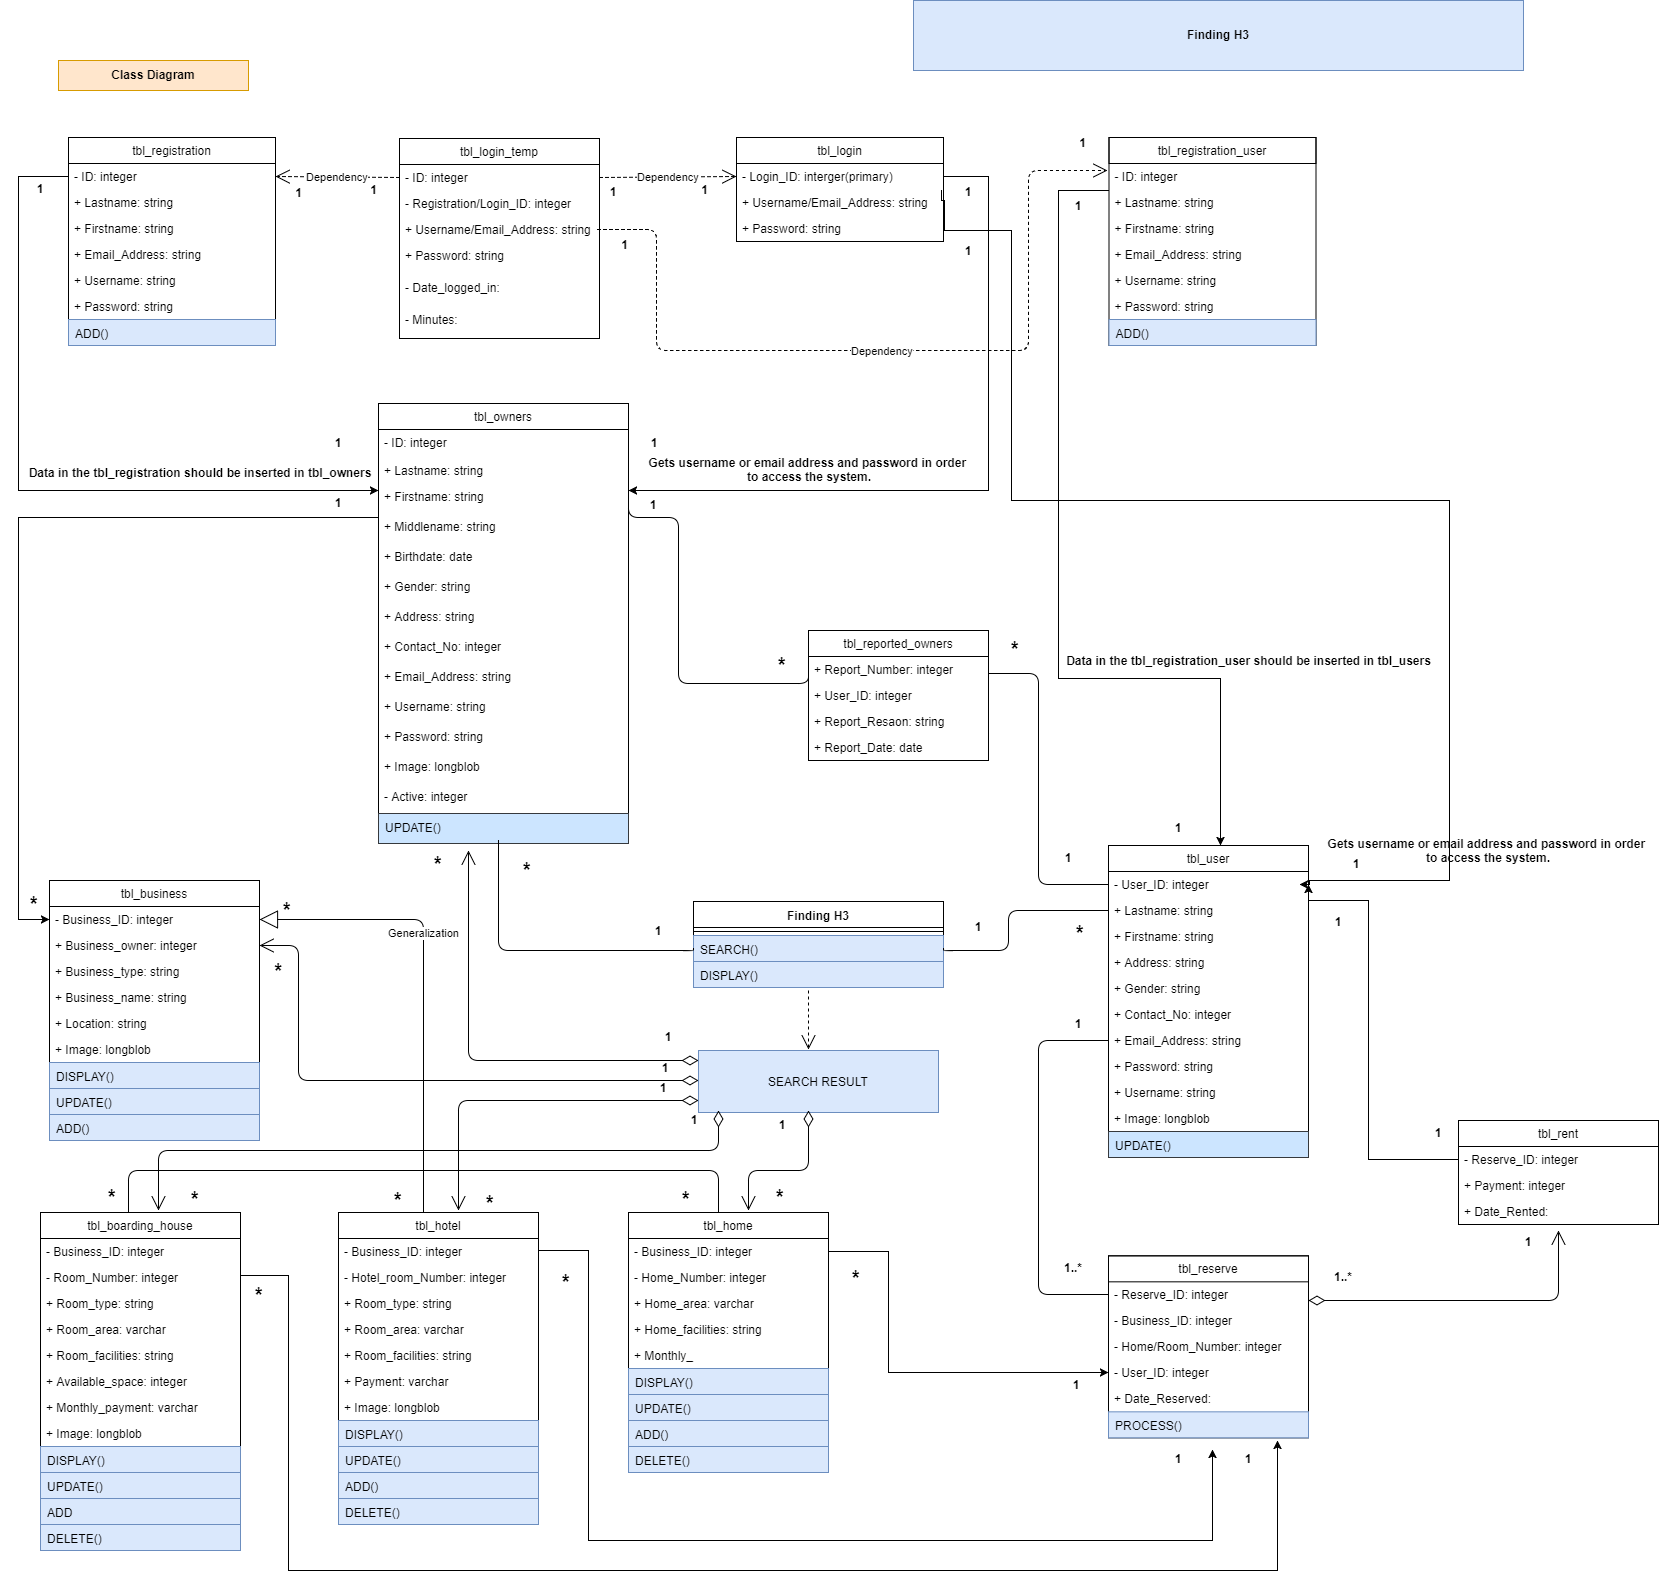 Finding H3
Class Diagram
tbl_registration
- ID: integer
+ Lastname: string
+ Firstname: string
+ Email_Address: string
+ Username: string
+ Password: string
ADD()
1
Dependency
1
1
tbl_login_temp
- ID: integer
- Registration/Login_ID: integer
+ Username/Email_Address: string
+ Password: string
- Date_logged_in:
- Minutes:
Dependency
1
1
1
Dependency
tbl_login
- Login_ID: interger(primary)
+ Username/Email_Address: string
+ Password: string
1
1
1
tbl_registration_user
- ID: integer
+ Lastname: string
+ Firstname: string
+ Email_Address: string
+ Username: string
+ Password: string
ADD()
1
1
Data in the tbl_registration should be inserted in tbl_owners
1
tbl_owners
- ID: integer
+ Lastname: string
+ Firstname: string
+ Middlename: string
+ Birthdate: date
+ Gender: string
+ Address: string
+ Contact_No: integer
+ Email_Address: string
+ Username: string
+ Password: string
+ Image: longblob
- Active: integer
UPDATE()
1
Gets username or email address and password in order
to access the system.
1
*
tbl_reported_owners
+ Report_Number: integer
+ User_ID: integer
+ Report_Resaon: string
+ Report_Date: date
*
Data in the tbl_registration_user should be inserted in tbl_users
1
1
Gets username or email address and password in order
to access the system.
1
*
*
*
tbl_business
- Business_ID: integer
+ Business_owner: integer
+ Business_type: string
+ Business_name: string
+ Location: string
+ Image: longblob
DISPLAY()
UPDATE()
ADD()
*
Generalization
*
1
Finding H3
SEARCH()
DISPLAY()
1
*
tbl_user
- User_ID: integer
+ Lastname: string
+ Firstname: string
+ Address: string
+ Gender: string
+ Contact_No: integer
+ Email_Address: string
+ Password: string
+ Username: string
+ Image: longblob
UPDATE()
1
1
1
1
1
SEARCH RESULT
1
1
1
tbl_rent
- Reserve_ID: integer
+ Payment: integer
+ Date_Rented:
1
*
*
*
*
*
*
tbl_boarding_house
- Business_ID: integer
- Room_Number: integer
+ Room_type: string
+ Room_area: varchar
+ Room_facilities: string
+ Available_space: integer
+ Monthly_payment: varchar
+ Image: longblob
DISPLAY()
UPDATE()
ADD
DELETE()
*
tbl_hotel
- Business_ID: integer
- Hotel_room_Number: integer
+ Room_type: string
+ Room_area: varchar
+ Room_facilities: string
+ Payment: varchar
+ Image: longblob
DISPLAY()
UPDATE()
ADD()
DELETE()
*
tbl_home
- Business_ID: integer
- Home_Number: integer
+ Home_area: varchar
+ Home_facilities: string
+ Monthly_
DISPLAY()
UPDATE()
ADD()
DELETE()
*
1..*
1..*
tbl_reserve
- Reserve_ID: integer
- Business_ID: integer
- Home/Room_Number: integer
- User_ID: integer
+ Date_Reserved:
PROCESS()
1
1
1